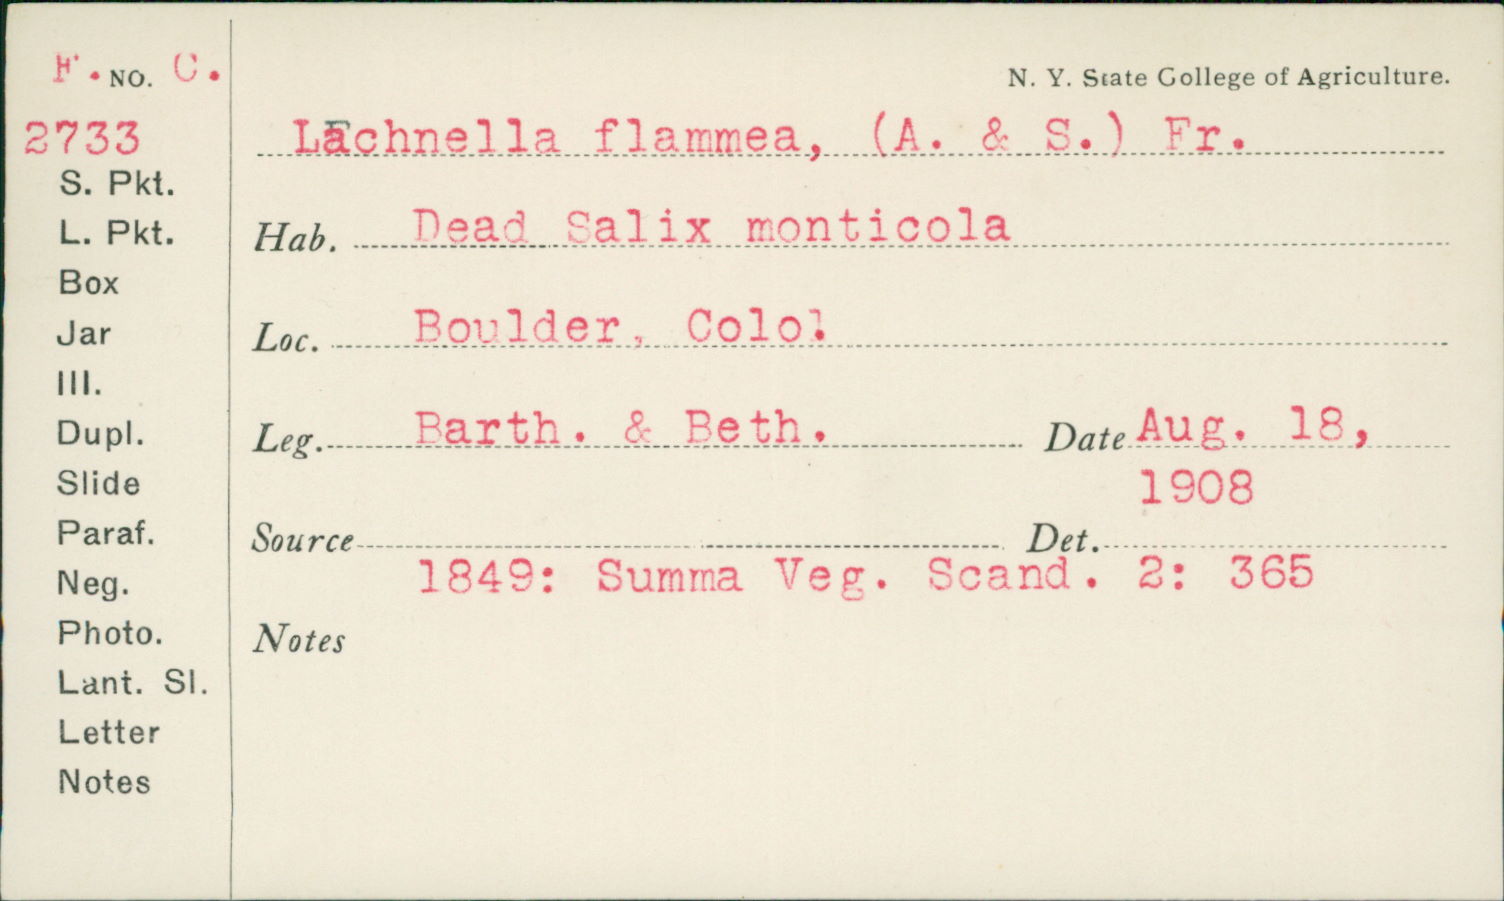 F. NO. C.
N. Y. State College of Agriculture.
2733
Lachnella flammea, (A. & S.) Fr.
S. Pkt.
L. Pkt.
Hab. Dead Salix monticola
Box
Jar
Loc. Boulder, Colo.
Ill.
Dupl.
Leg. Barth. & Beth. Date Aug. 18,
1908
Slide
Paraf.
Source Det.
1849: Summa Veg. Scand. 2: 365
Neg.
Photo.
Notes
Lant. Sl.
Letter
Notes